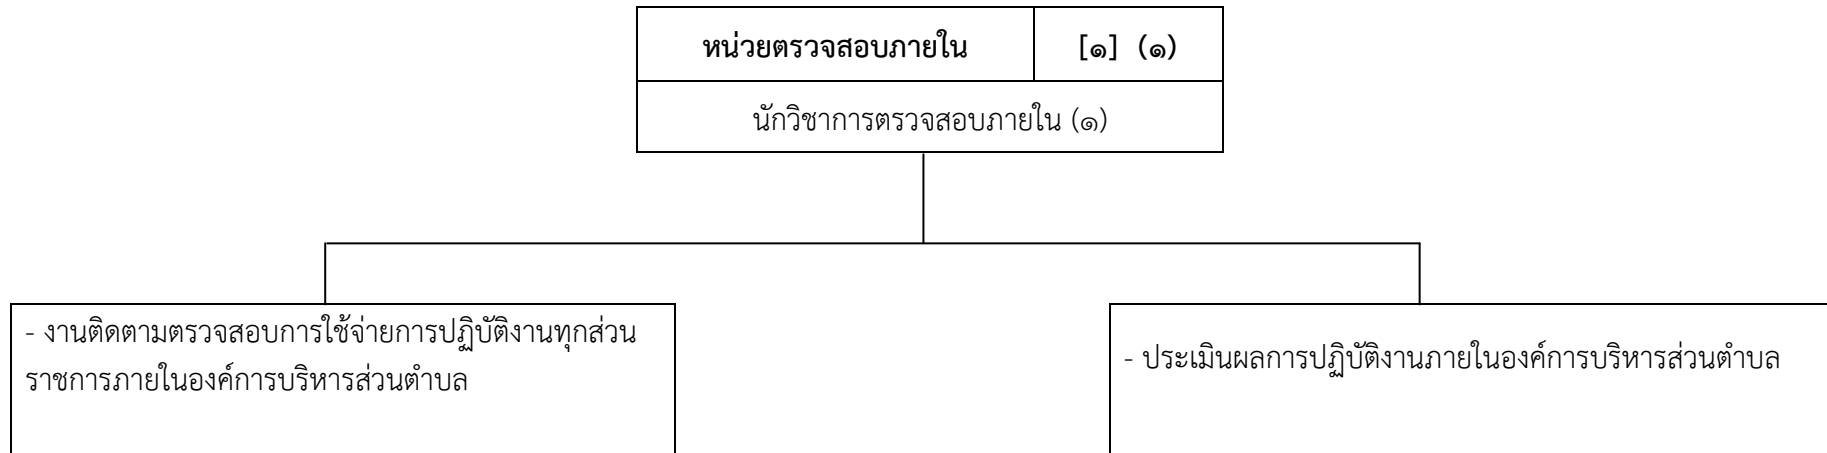 หน่วยตรวจสอบภายใน [๑] (๑)
นักวิชาการตรวจสอบภายใน (๑)
- งานติดตามตรวจสอบการใช้จ่ายการปฏิบัติงานทุกส่วน
ราชการภายในองค์การบริหารส่วนตำบล
- ประเมินผลการปฏิบัติงานภายในองค์การบริหารส่วนตำบล